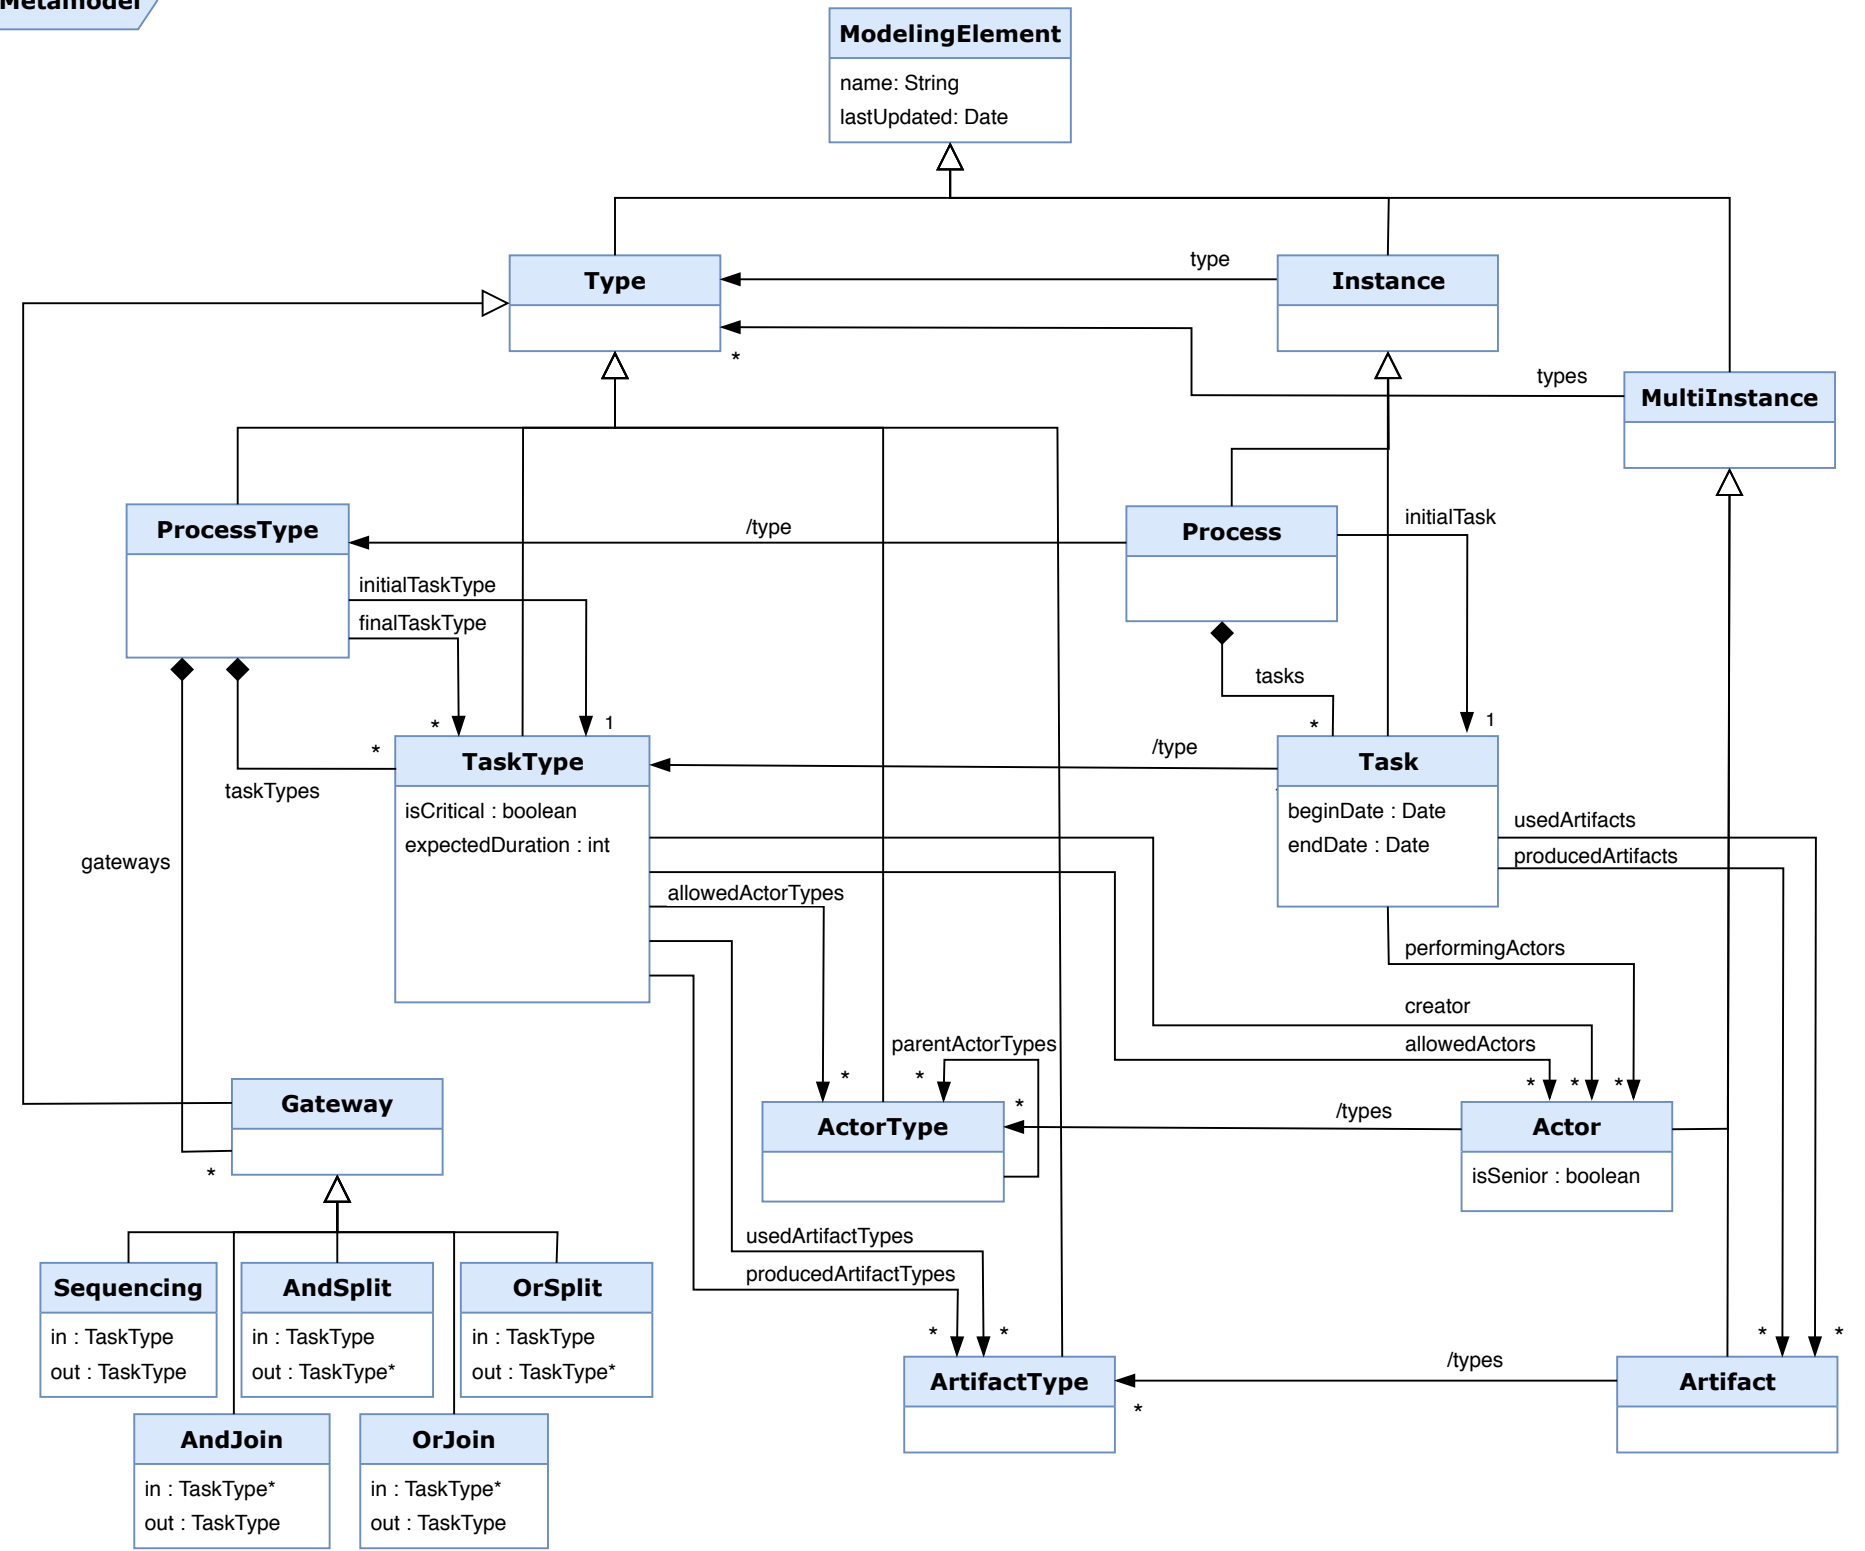 Metamodel
ModelingElement
name: String
lastUpdated: Date
Type
type
Instance
*
types
MultiInstance
ProcessType
/type
Process
initialTask
initialTaskType
finalTaskType
tasks
*
1
*
1
*
taskTypes
TaskType
isCritical : boolean
expectedDuration : int
/type
Task
beginDate : Date
endDate : Date
usedArtifacts
producedArtifacts
gateways
allowedActorTypes
performingActors
creator
allowedActors
parentActorTypes
*
*
*
*
*
*
Gateway
*
ActorType
/types
Actor
isSenior : boolean
usedArtifactTypes
producedArtifactTypes
Sequencing
in : TaskType
out : TaskType
AndSplit
in : TaskType
out : TaskType*
OrSplit
in : TaskType
out : TaskType*
*
*
*
*
ArtifactType
/types
*
Artifact
AndJoin
in : TaskType*
out : TaskType
OrJoin
in : TaskType*
out : TaskType